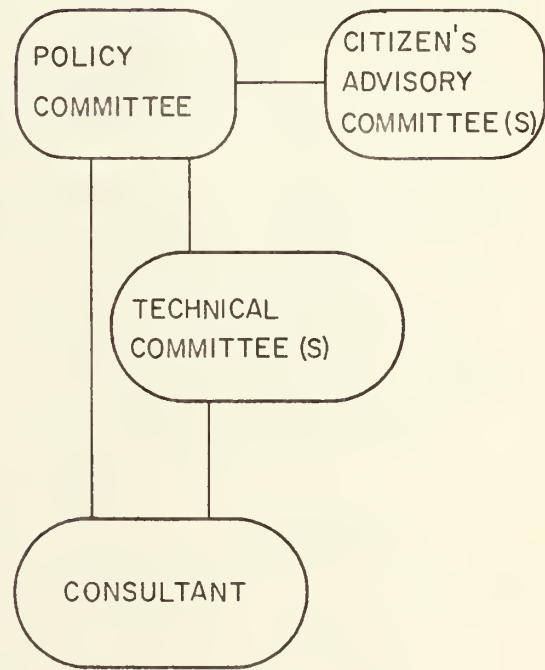 POLICY
COMMITTEE
CITIZEN'S
ADVISORY
COMMITTEE (S)
TECHNICAL
COMMITTEE (S)
CONSULTANT